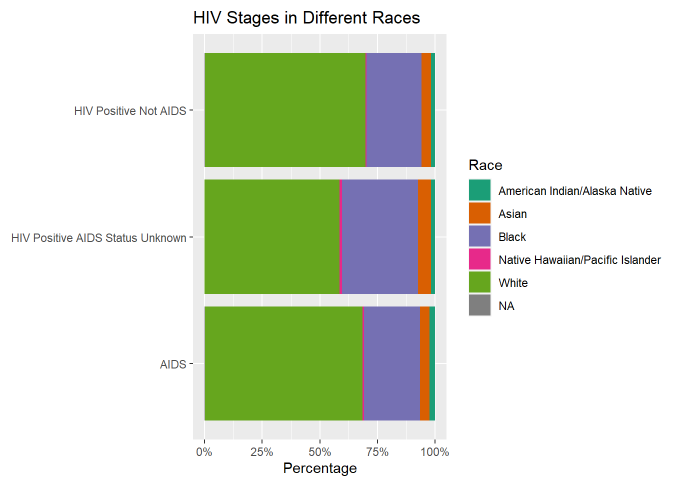 HIV Stages in Different Races
HIV Positive Not AIDS
HIV Positive AIDS Status Unknown
AIDS
0%
25%
50%
75%
100%
Percentage
Race
American Indian/Alaska Native
Asian
Black
Native Hawaiian/Pacific Islander
White
NA